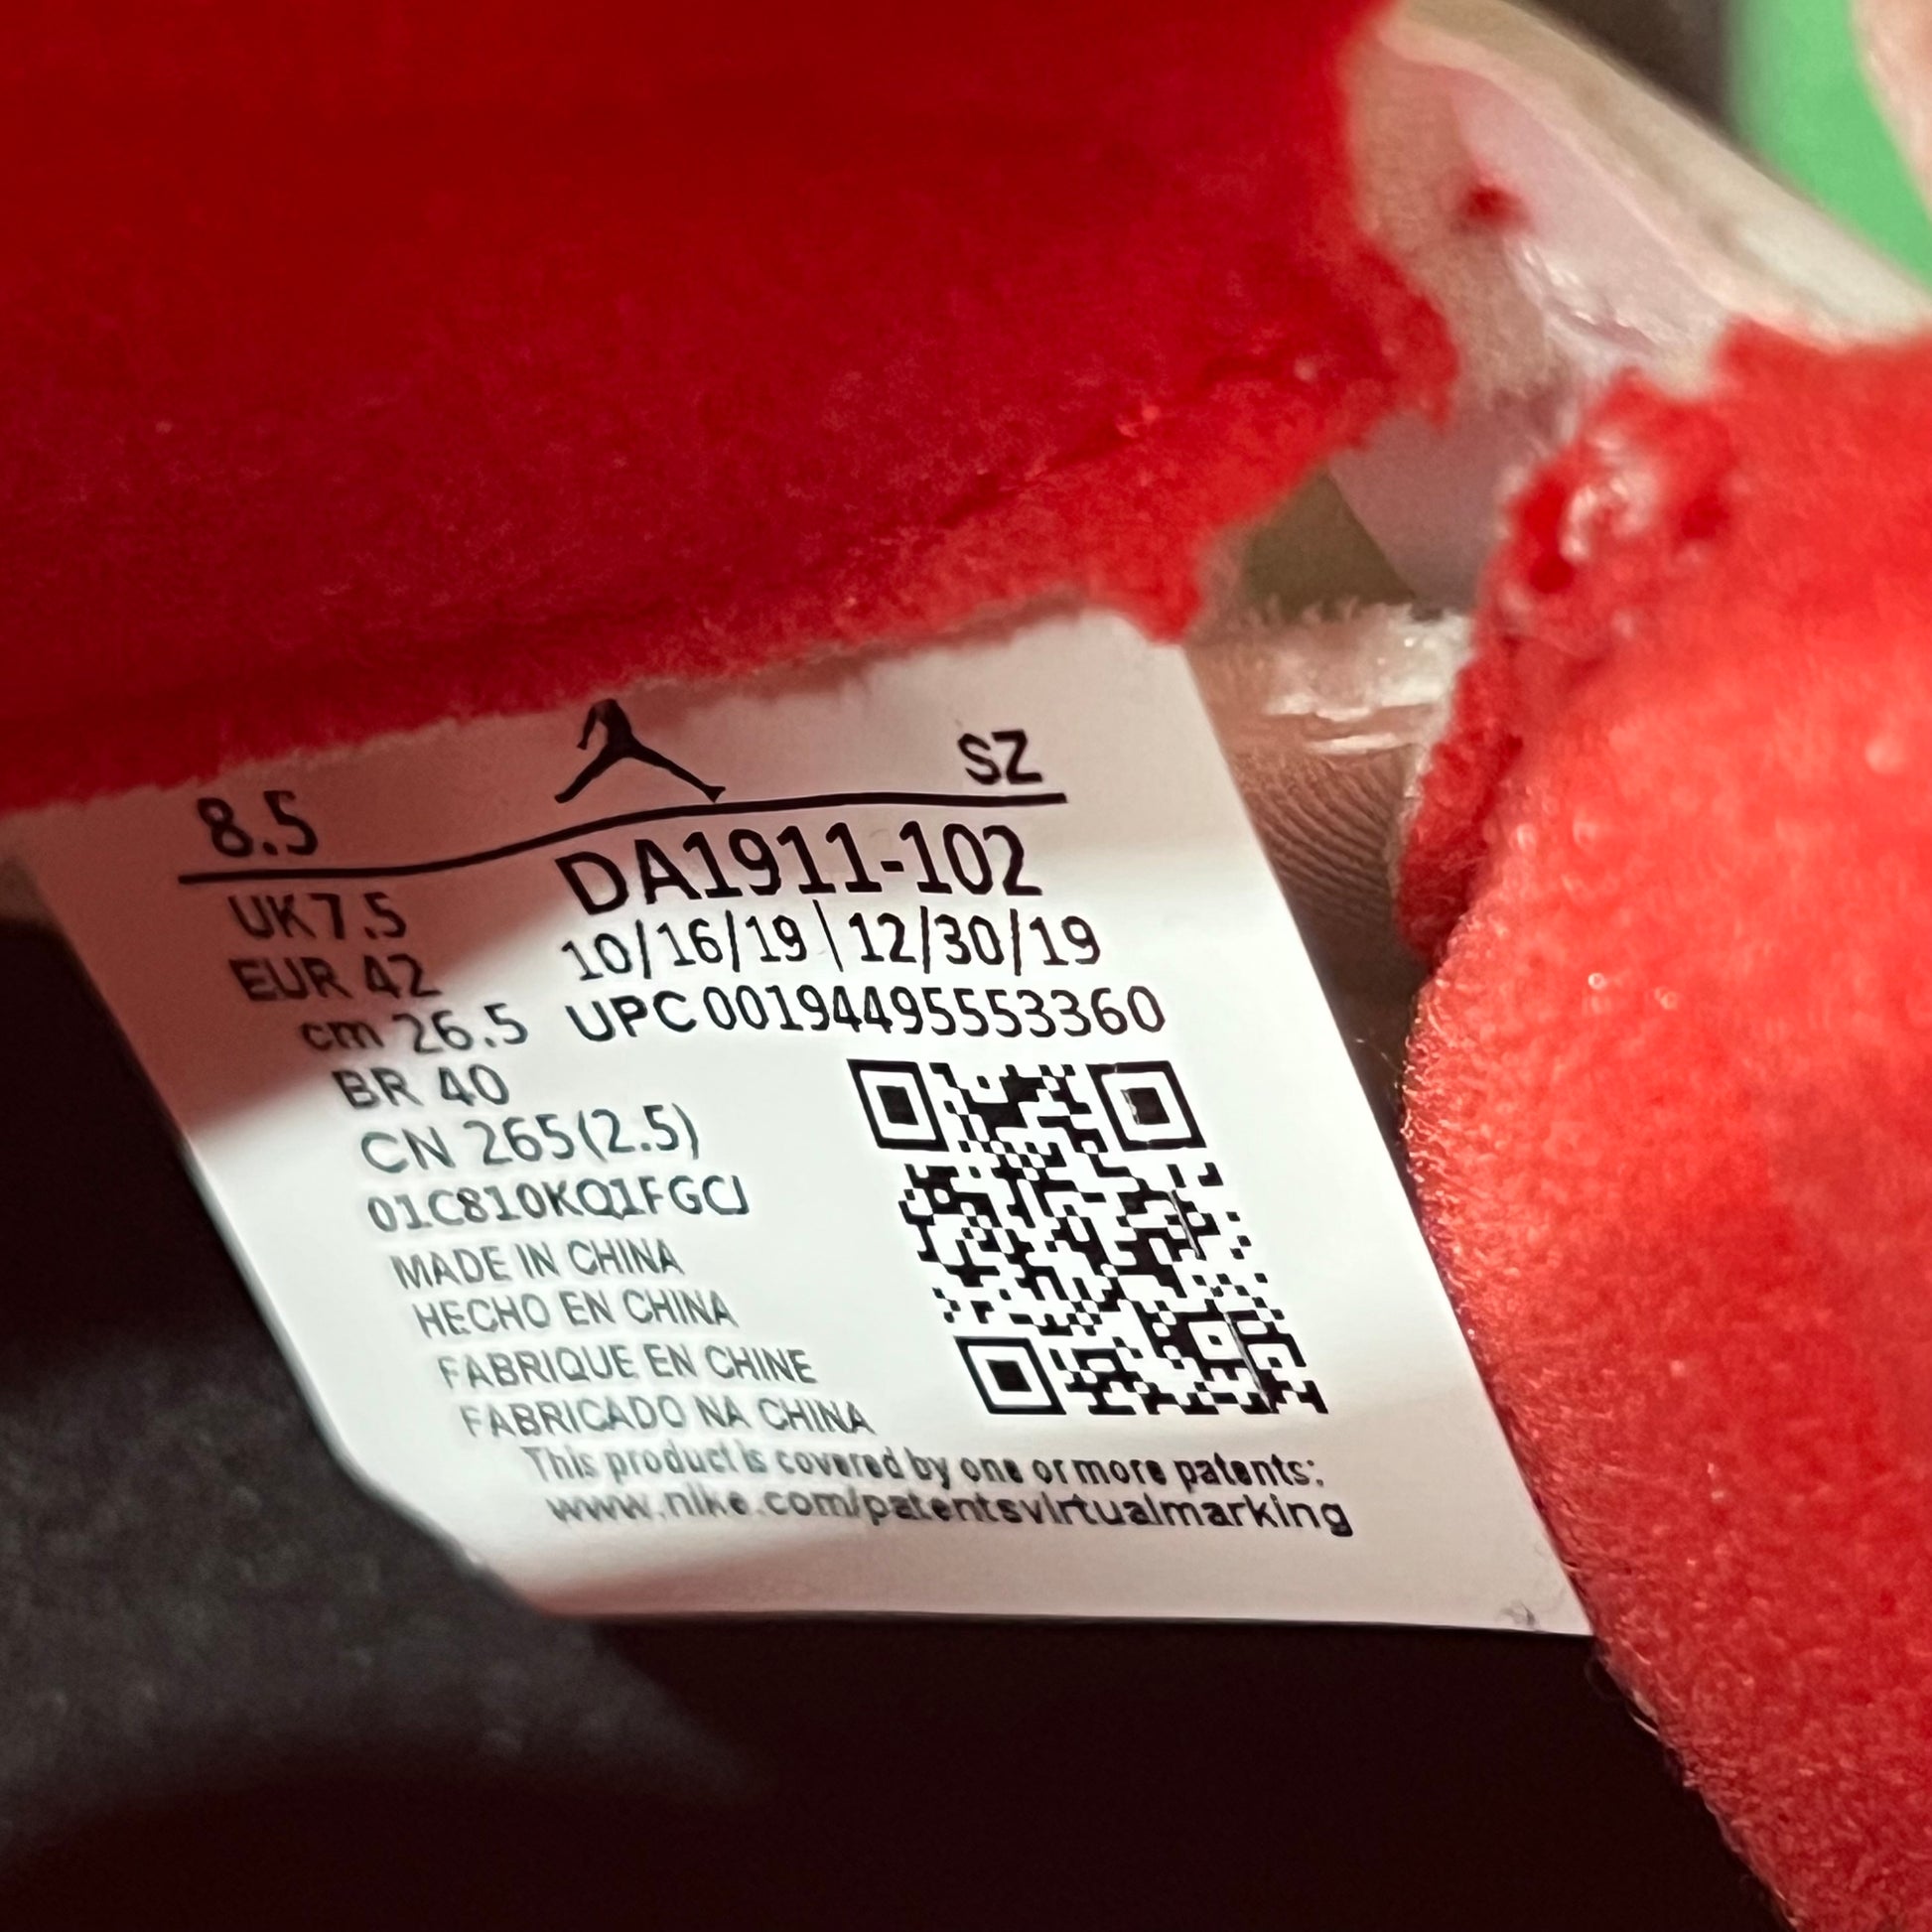 8.5 SZ
UK7.5 DA1911-102
EUR 42 10/16/19 | 12/30/19
cm 26.5 UPC 00194495553360
BR 40
CN 265(2.5)
01C810KQ1FGCJ
MADE IN CHINA
HECHO EN CHINA
FABRIQUE EN CHINE
FABRICADO NA CHINA
This product is covered by one or more patents:
www.nike.com/patentsvirtualmarking